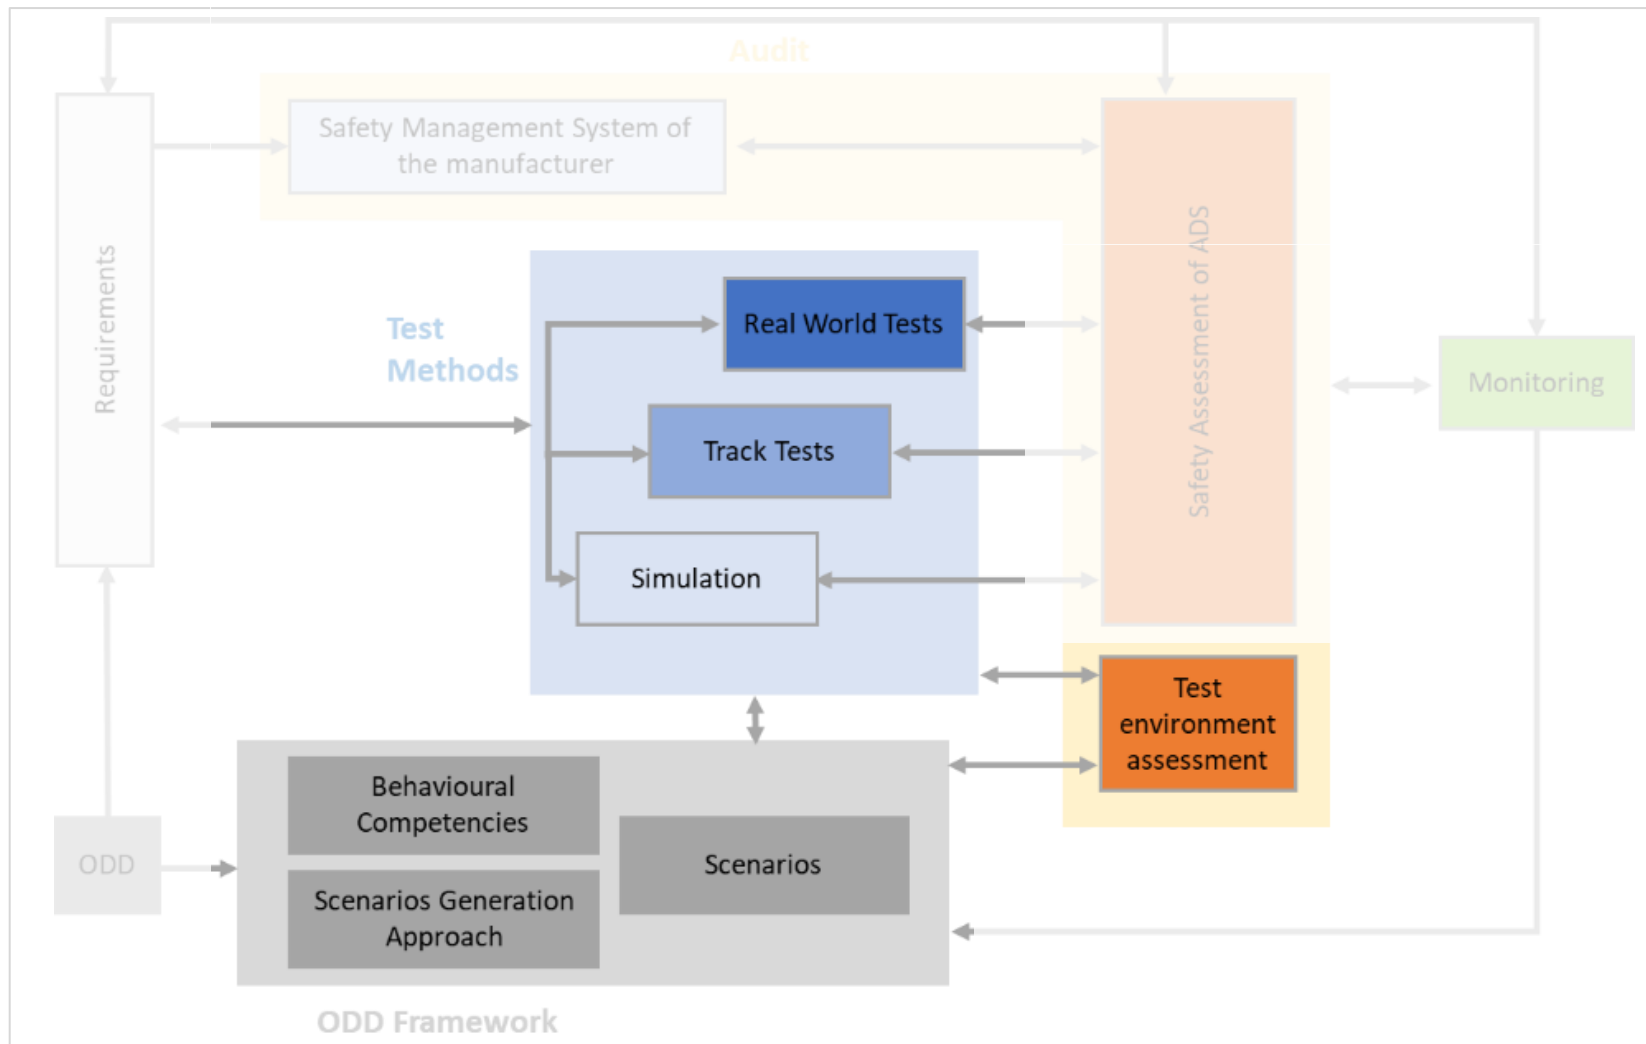 Audit
Safety Management System of
the manufacturer
Requirements
Safety Assessment of ADS
Test
Methods
Real World Tests
Track Tests
Simulation
Monitoring
Test
environment
assessment
Behavioural
Competencies
Scenarios
ODD
Scenarios Generation
Approach
ODD Framework